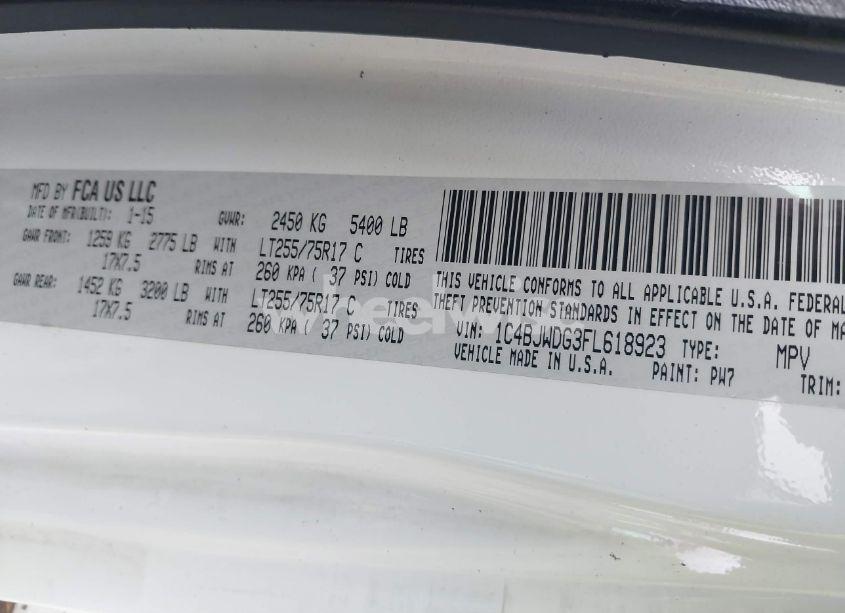 MFD BY FCA US LLC
DATE OF MFR(BUILT): 1-15 GVWR: 2450 KG 5400 LB
GAWR FRONT: 1259 KG 2775 LB WITH LT255/75R17 C TIRES
17X7.5 RIMS AT 260 KPA ( 37 PSI) COLD
GAWR REAR: 1452 KG 3200 LB WITH LT255/75R17 C TIRES
17X7.5 RIMS AT 260 KPA ( 37 PSI) COLD
THIS VEHICLE CONFORMS TO ALL APPLICABLE U.S.A. FEDERAL
THEFT PREVENTION STANDARDS IN EFFECT ON THE DATE OF MA
VIN: 1C4BJWDG3FL618923 TYPE: MPV
VEHICLE MADE IN U.S.A. PAINT: PW7 TRIM: